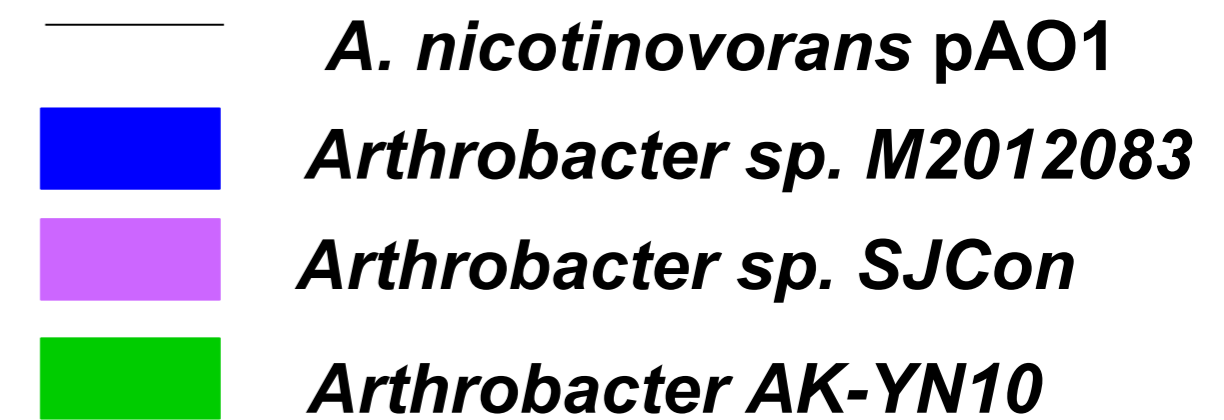 A. nicotinovorans pAO1
Arthrobacter sp. M2012083
Arthrobacter sp. SJCon
Arthrobacter AK-YN10